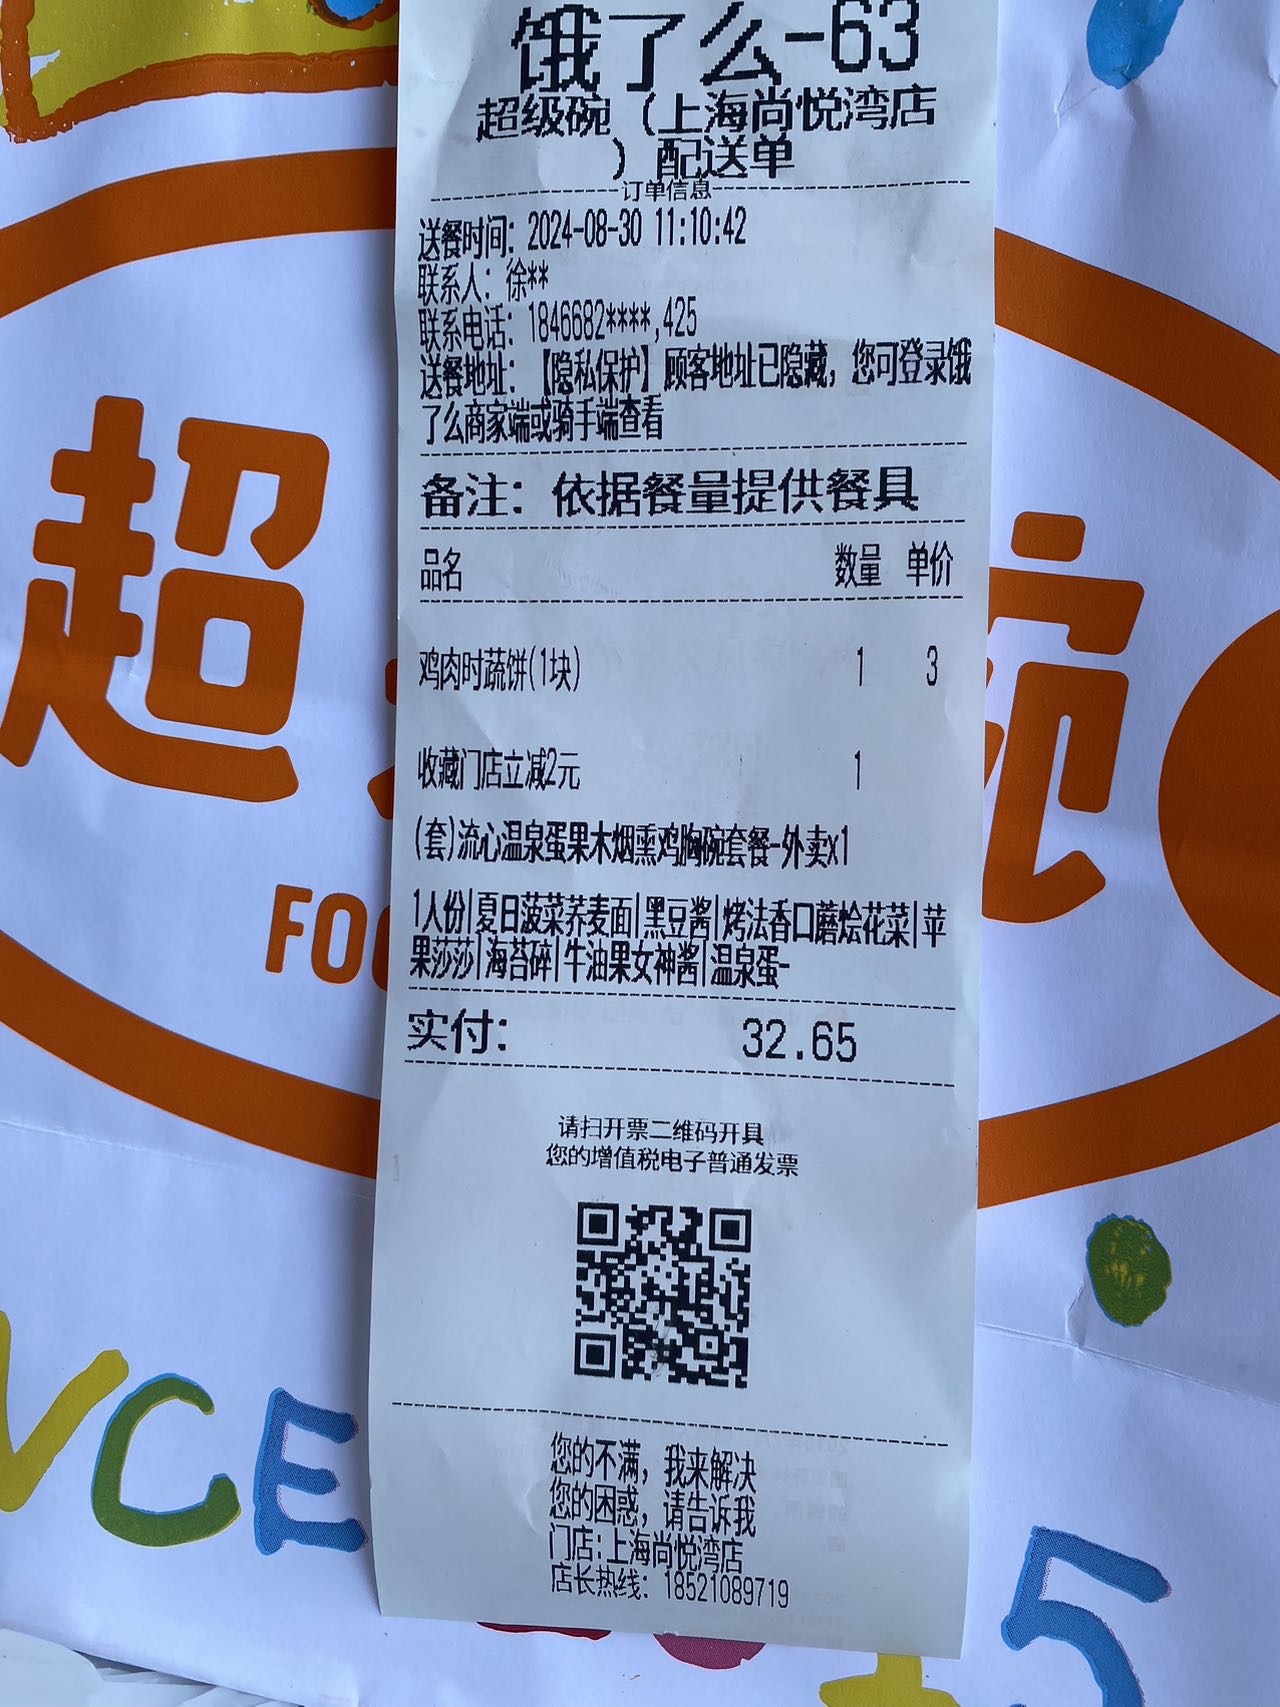 饿了么-63
超级碗（上海尚悦湾店
）配送单
订单信息
送餐时间：2024-08-30 11:10:42
联系人：徐**
联系电话：1846682****,425
送餐地址：【隐私保护】顾客地址已隐藏，您可登录饿
了么商家端或骑手端查看
备注：依据餐量提供餐具
品名 数量 单价
鸡肉时蔬饼(1块) 1 3
收藏门店立减2元 1
(套)流心温泉蛋果木烟熏鸡胸碗套餐-外卖x1
1人份|夏日菠菜荞麦面|黑豆酱|烤法香口蘑烩花菜|苹
果莎莎|海苔碎|牛油果女神酱|温泉蛋-
实付： 32.65
请扫开票二维码开具
您的增值税电子普通发票
您的不满，我来解决
您的困惑，请告诉我
门店:上海尚悦湾店
店长热线：18521089719
超 碗
FOO
NCE 15